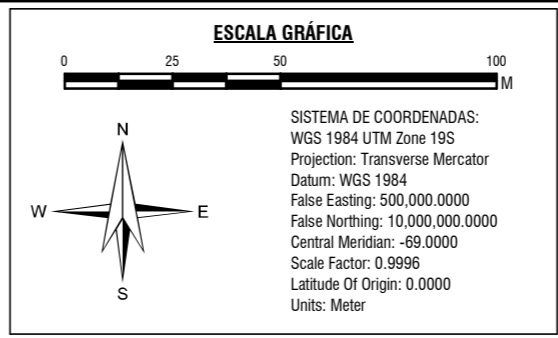 ESCALA GRÁFICA
0 25 50 100
M
SISTEMA DE COORDENADAS:
WGS 1984 UTM Zone 19S
Projection: Transverse Mercator
Datum: WGS 1984
False Easting: 500,000.0000
False Northing: 10,000,000.0000
Central Meridian: -69.0000
Scale Factor: 0.9996
Latitude Of Origin: 0.0000
Units: Meter
N
W E
S